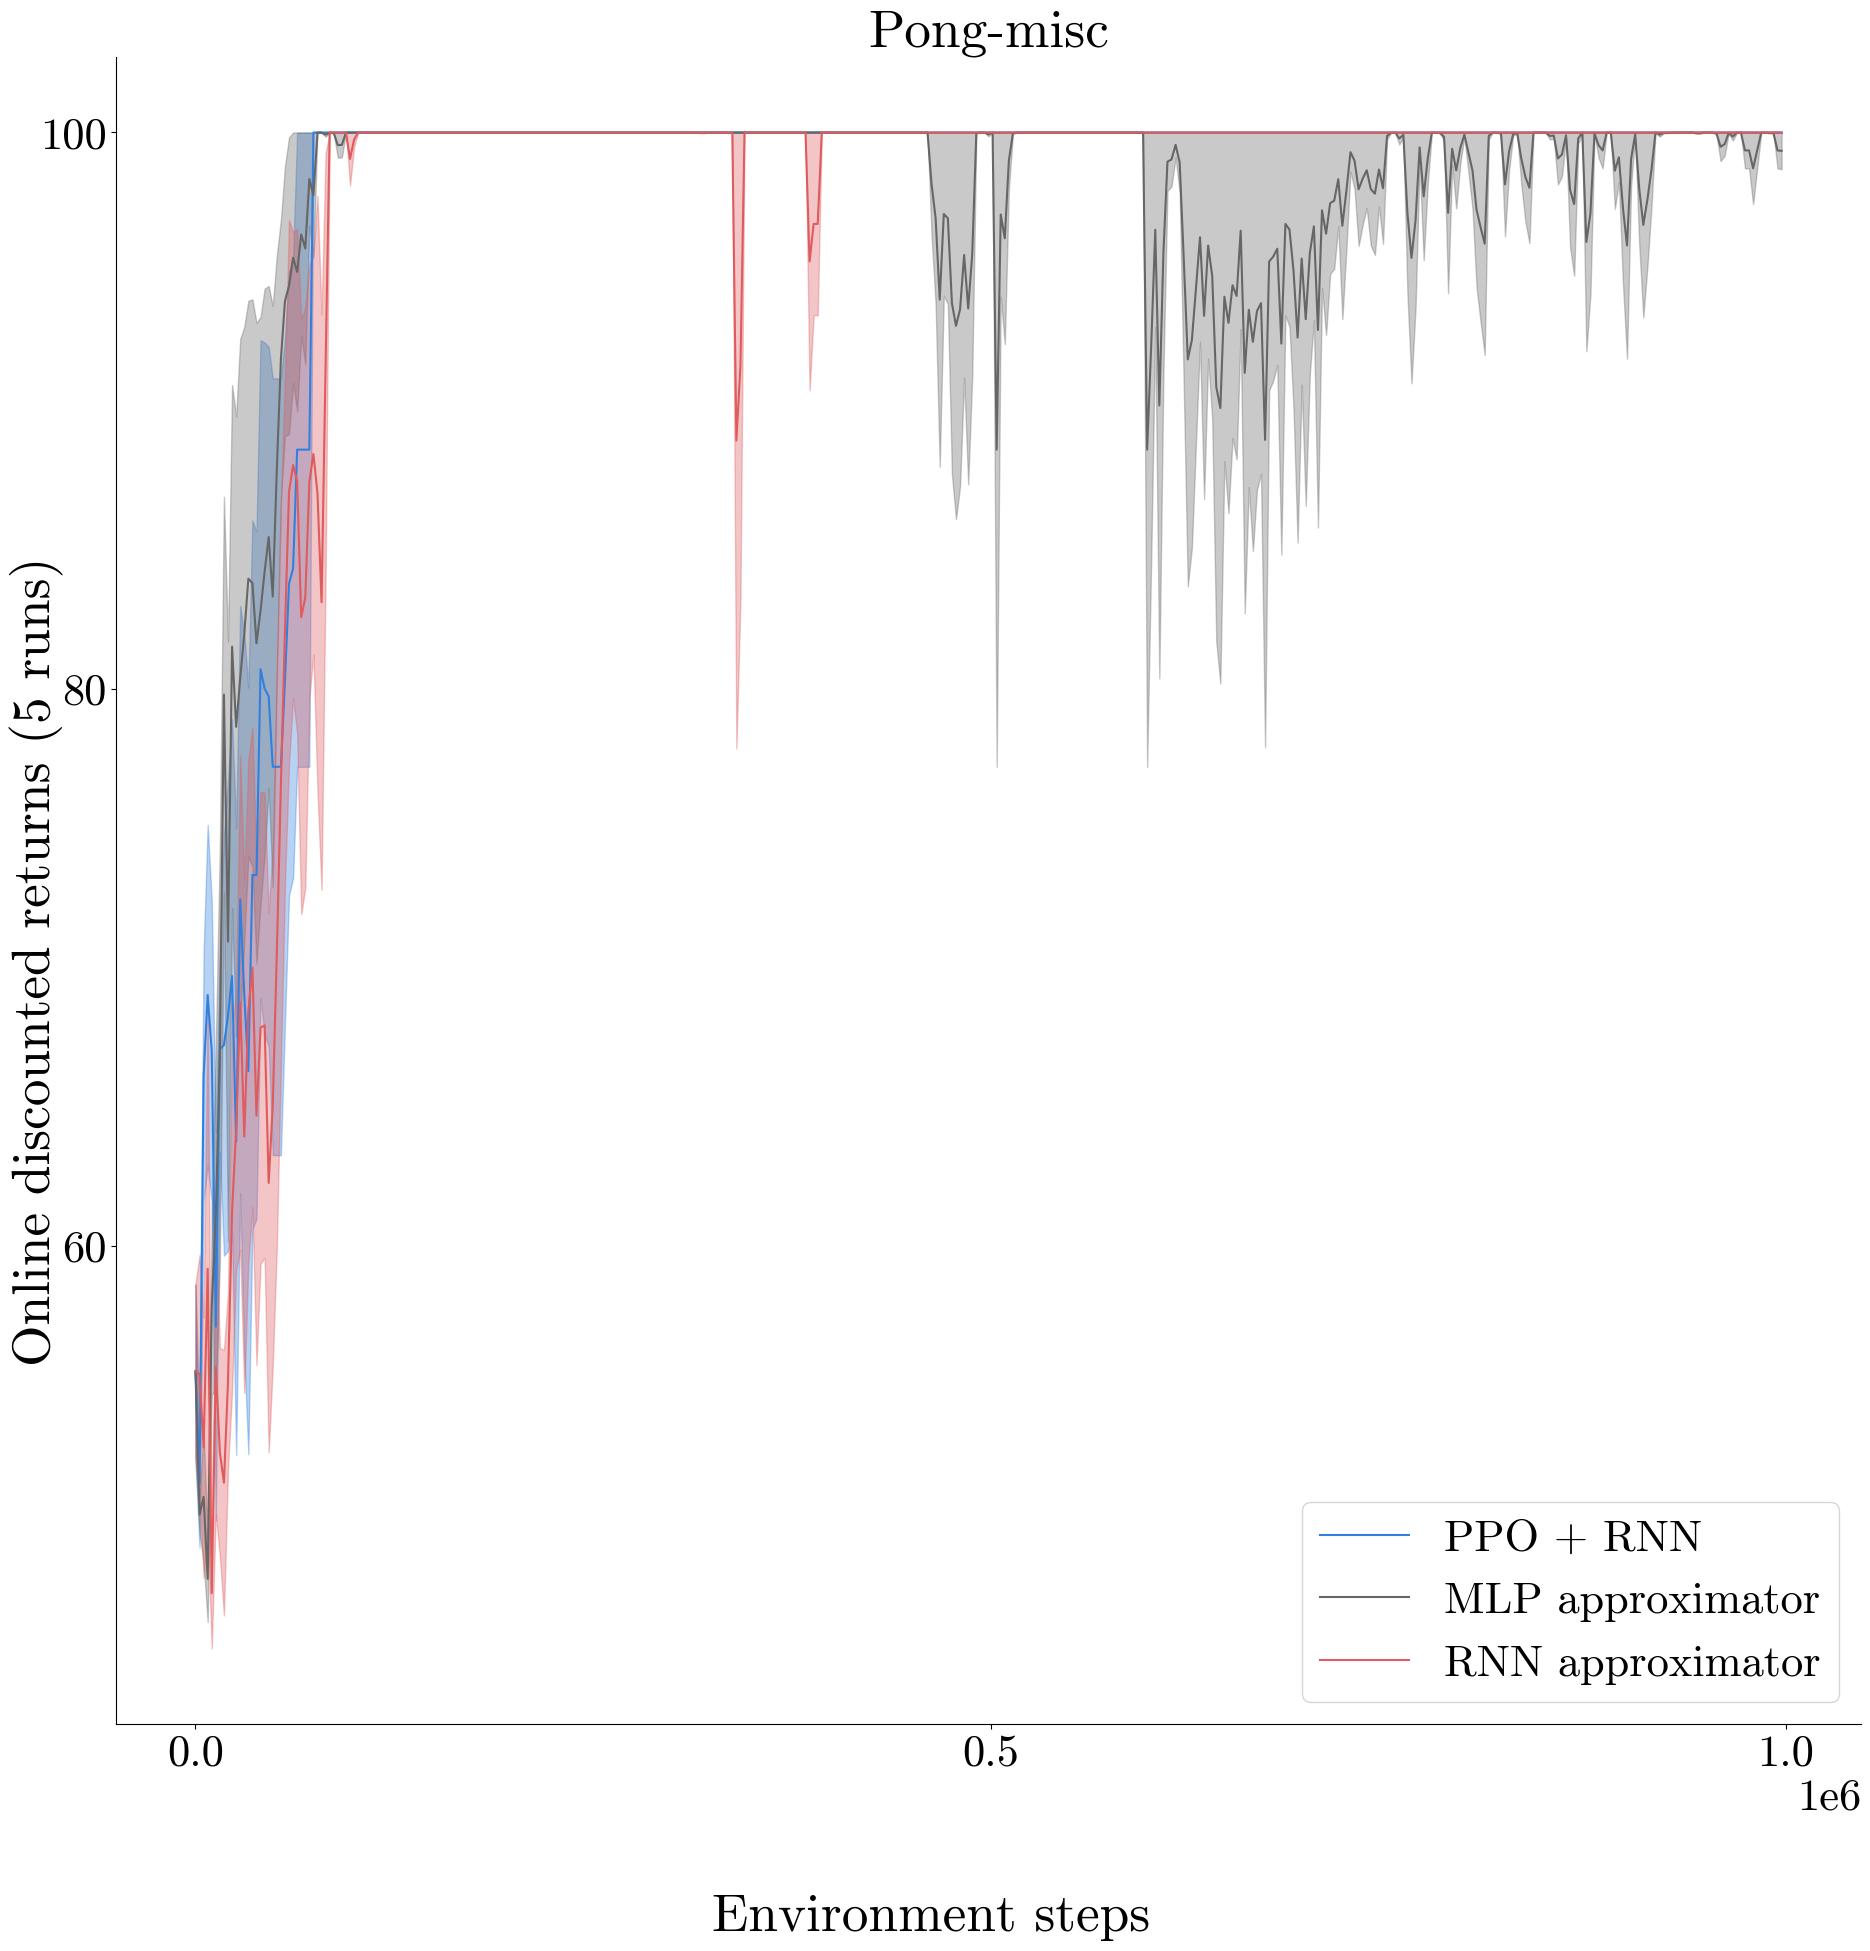 Pong-misc
Online discounted returns (5 runs)
100
80
60
PPO + RNN
MLP approximator
RNN approximator
0.0 0.5 1.0
1e6
Environment steps